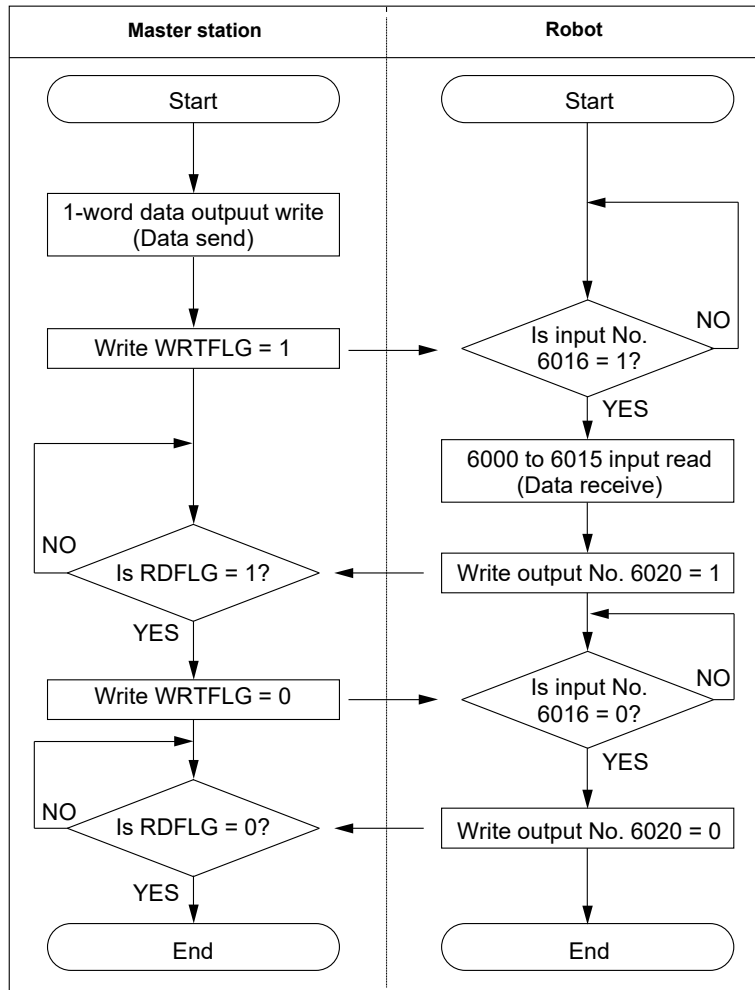 Master station
Robot
Start
1-word data outpuut write
(Data send)
Write WRTFLG = 1
NO
Is RDFLG = 1?
YES
Write WRTFLG = 0
NO
Is RDFLG = 0?
YES
End
Start
Is input No.
6016 = 1?
NO
YES
6000 to 6015 input read
(Data receive)
Write output No. 6020 = 1
Is input No.
6016 = 0?
NO
YES
Write output No. 6020 = 0
End